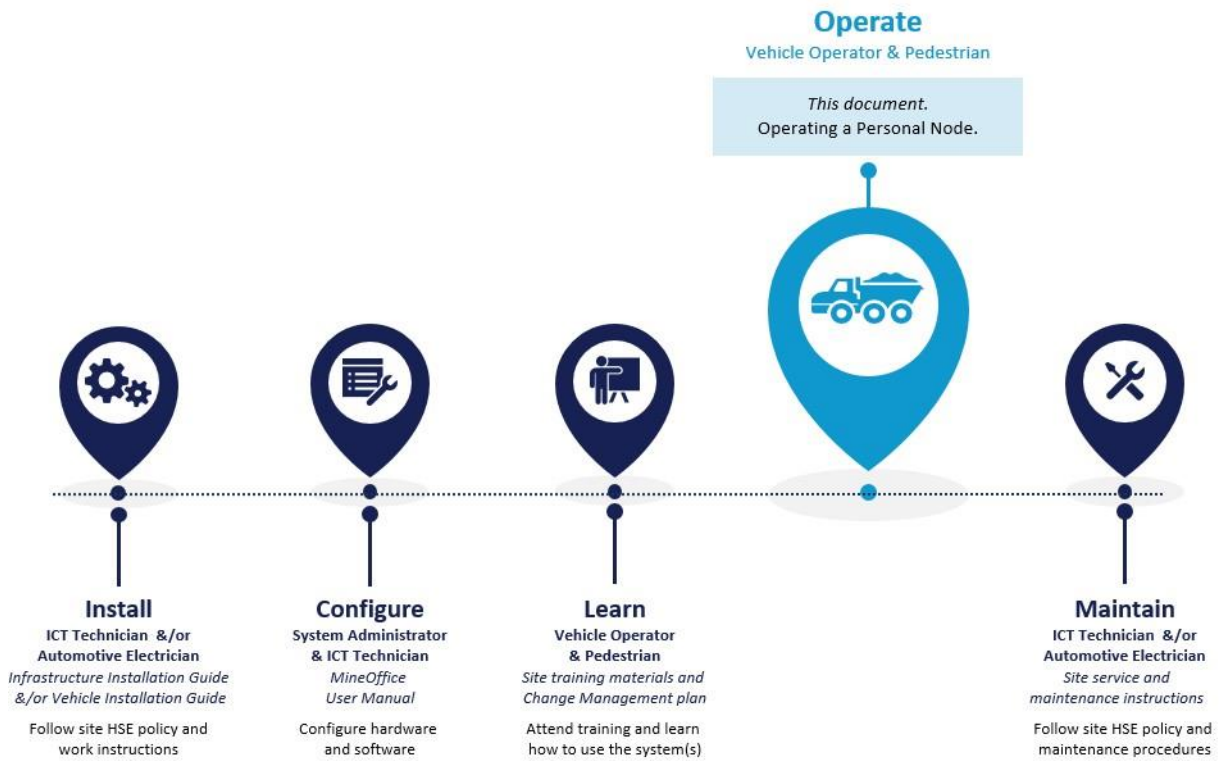 Operate
Vehicle Operator & Pedestrian
This document.
Operating a Personal Node.
Install
ICT Technician &/or
Automotive Electrician
Infrastructure Installation Guide
&/or Vehicle Installation Guide
Follow site HSE policy and
work instructions
Configure
System Administrator
& ICT Technician
MineOffice
User Manual
Configure hardware
and software
Learn
Vehicle Operator
& Pedestrian
Site training materials and
Change Management plan
Attend training and learn
how to use the system(s)
Maintain
ICT Technician &/or
Automotive Electrician
Site service and
maintenance instructions
Follow site HSE policy and
maintenance procedures